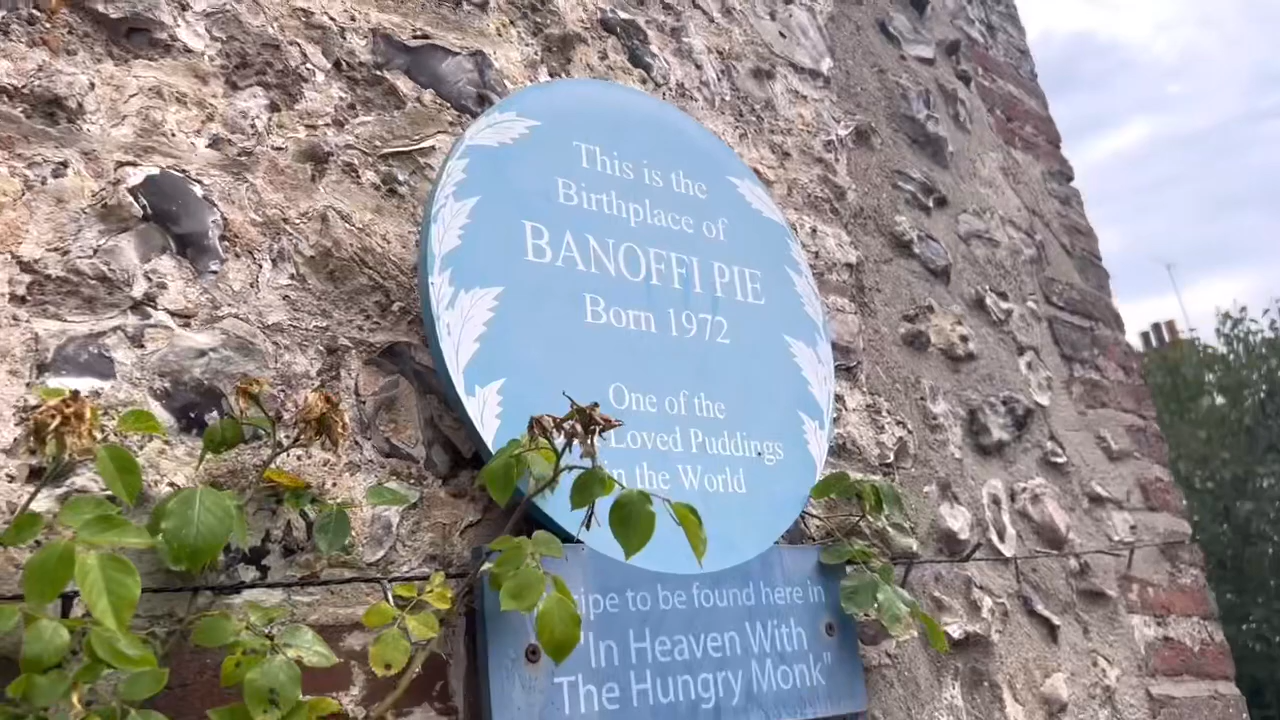 This is the
Birthplace of
BANOFFI PIE
Born 1972
One of the
Loved Puddings
in the World
to be found here in
"In Heaven With
The Hungry Monk"